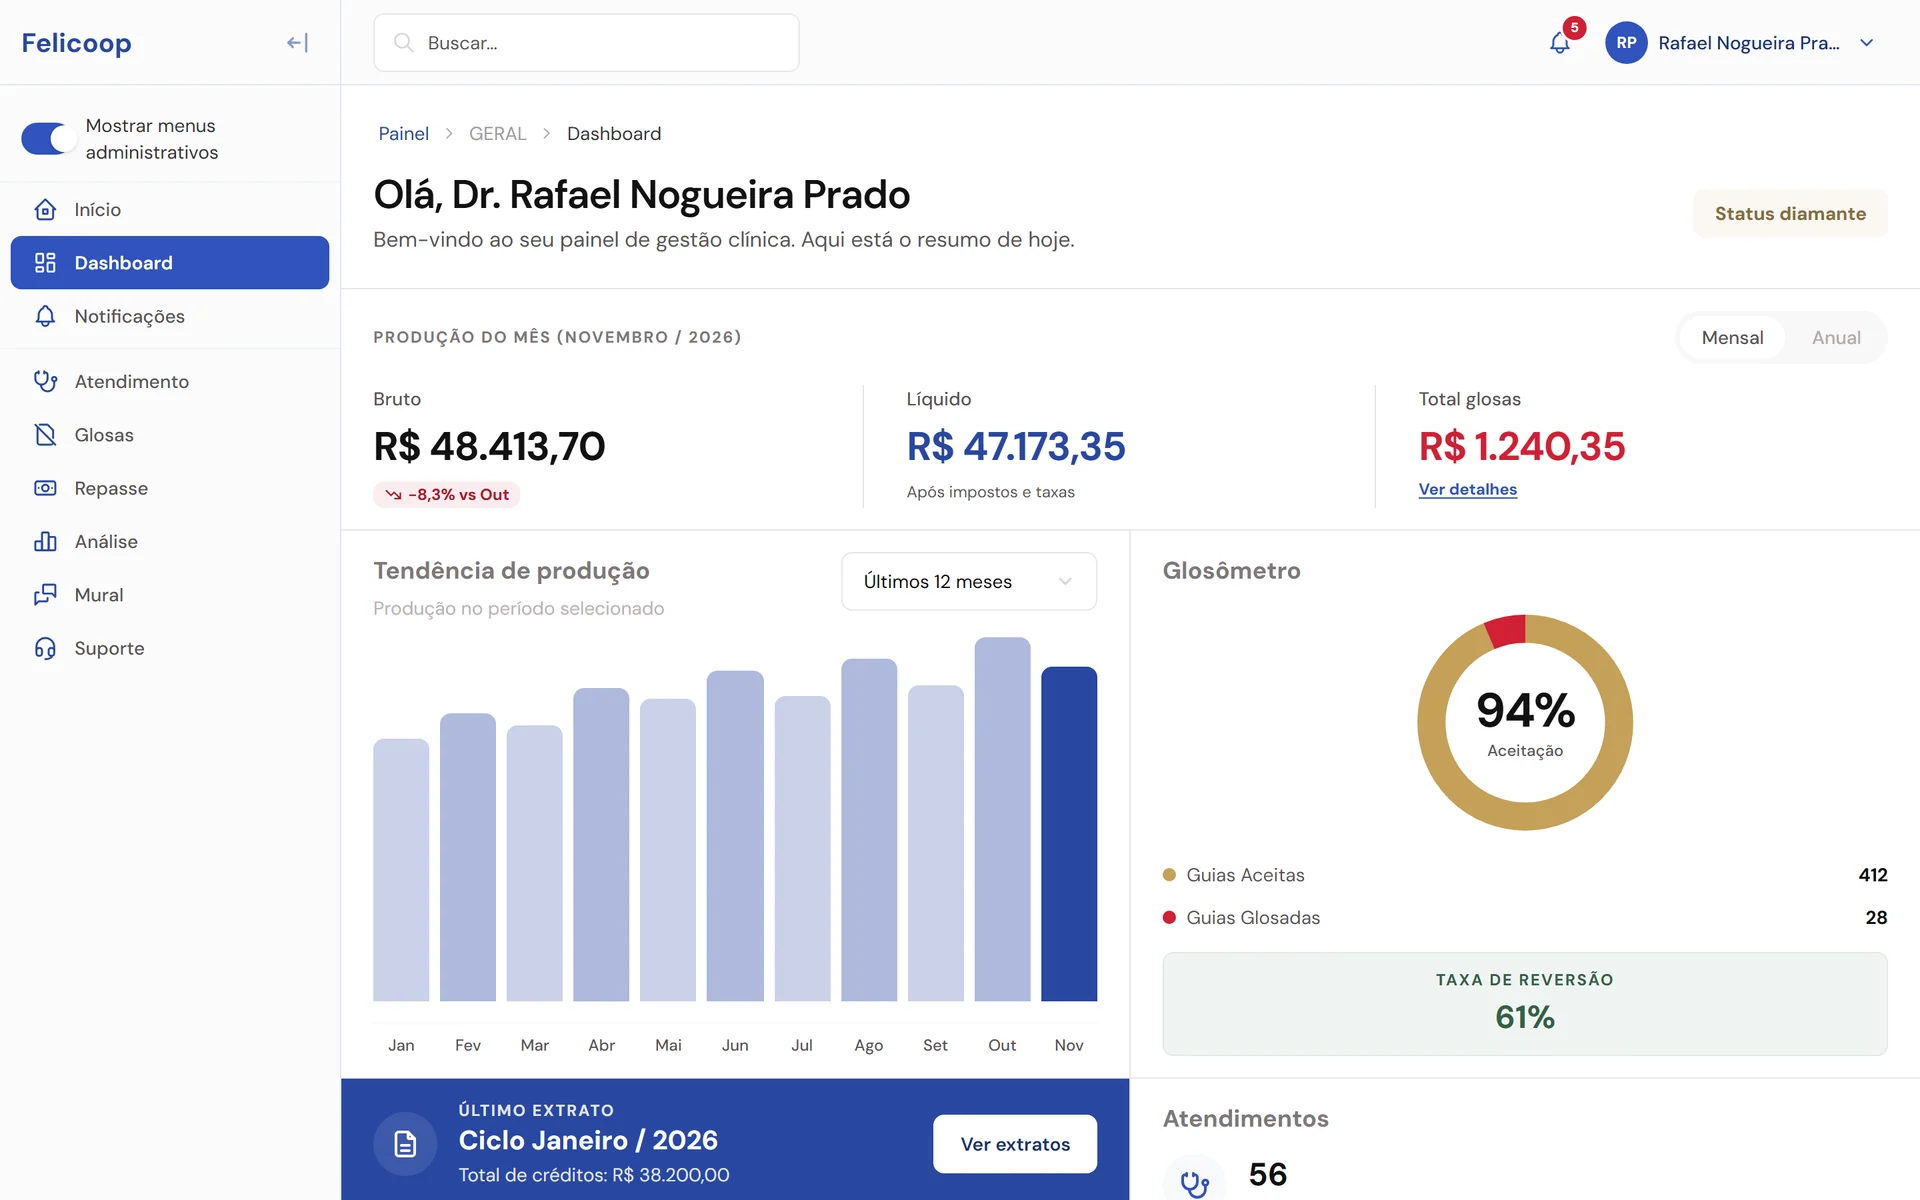 Felicoop
Buscar...
5
RP
Rafael Nogueira Pra...
Mostrar menus
administrativos
Início
Dashboard
Notificações
Atendimento
Glosas
Repasse
Análise
Mural
Suporte
Painel
GERAL
Dashboard
Olá, Dr. Rafael Nogueira Prado
Bem-vindo ao seu painel de gestão clínica. Aqui está o resumo de hoje.
Status diamante
PRODUÇÃO DO MÊS (NOVEMBRO / 2026)
Mensal
Anual
Bruto
R$ 48.413,70
-8,3% vs Out
Líquido
R$ 47.173,35
Após impostos e taxas
Total glosas
R$ 1.240,35
Ver detalhes
Tendência de produção
Produção no período selecionado
Últimos 12 meses
Jan
Fev
Mar
Abr
Mai
Jun
Jul
Ago
Set
Out
Nov
Glosômetro
94%
Aceitação
Guias Aceitas
412
Guias Glosadas
28
TAXA DE REVERSÃO
61%
ÚLTIMO EXTRATO
Ciclo Janeiro / 2026
Total de créditos: R$ 38.200,00
Ver extratos
Atendimentos
56